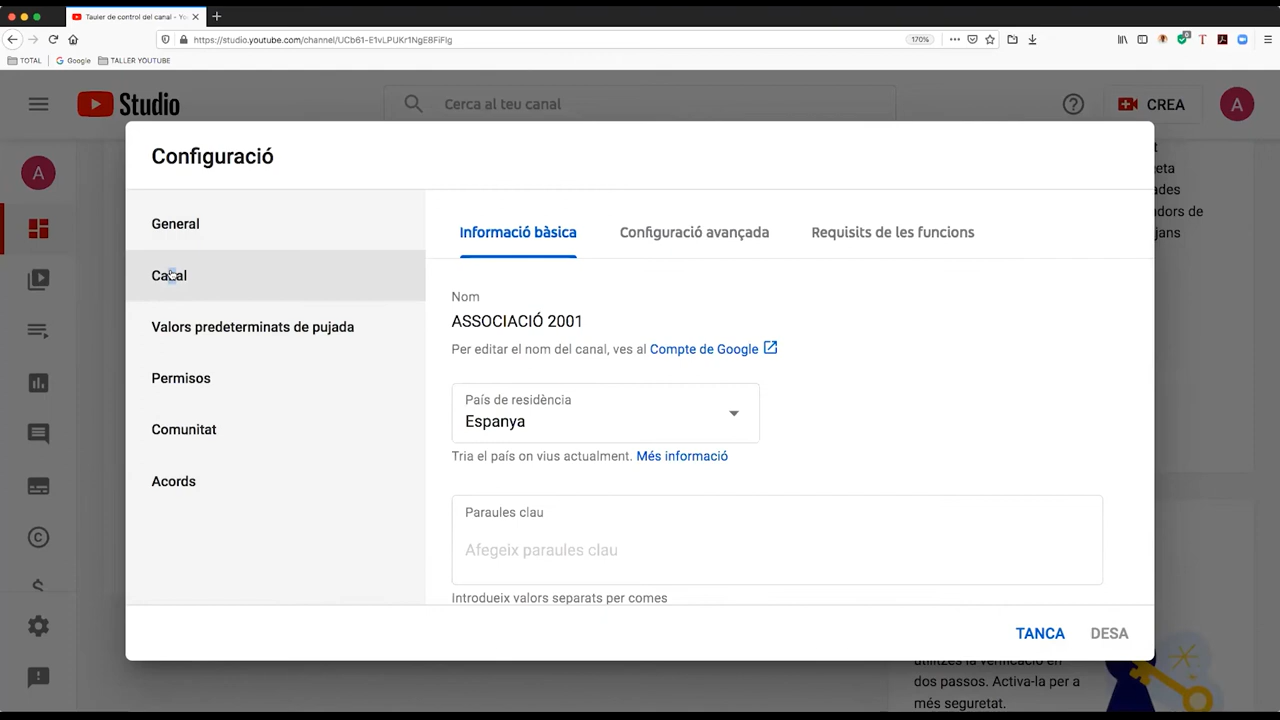 Tauler de control del canal - Yo
https://studio.youtube.com/channel/UCb61-E1vLPUKr1NgE8FiFIg
170%
TOTAL
Google
TALLER YOUTUBE
Studio
Cerca al teu canal
CREA
A
A
Configuració
General
Canal
Valors predeterminats de pujada
Permisos
Comunitat
Acords
Informació bàsica
Configuració avançada
Requisits de les funcions
Nom
ASSOCIACIÓ 2001
Per editar el nom del canal, ves al Compte de Google
País de residència
Espanya
Tria el país on vius actualment. Més informació
Paraules clau
Afegeix paraules clau
Introdueix valors separats per comes
TANCA
DESA
t
eta
ades
dors de
jans
utilitzes la verificació en
dos passos. Activa-la per a
més seguretat.